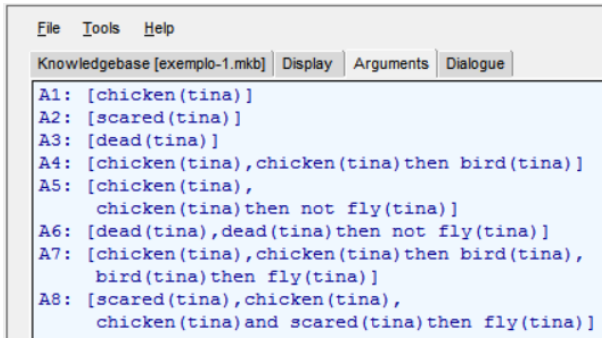 File Tools Help
Knowledgebase [exemplo-1.mkb] Display Arguments Dialogue
A1: [chicken(tina)]
A2: [scared(tina)]
A3: [dead(tina)]
A4: [chicken(tina),chicken(tina)then bird(tina)]
A5: [chicken(tina),
chicken(tina)then not fly(tina)]
A6: [dead(tina),dead(tina)then not fly(tina)]
A7: [chicken(tina),chicken(tina)then bird(tina),
bird(tina)then fly(tina)]
A8: [scared(tina),chicken(tina),
chicken(tina)and scared(tina)then fly(tina)]